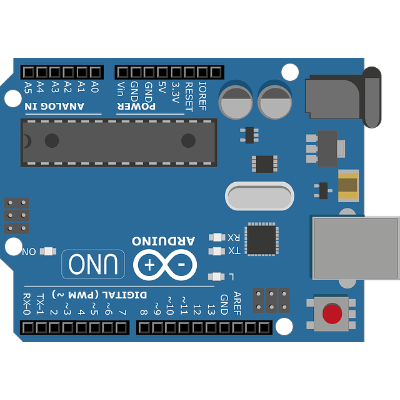 A5 A4 A3 A2 A1 A0
Vin GND GND 5V 3.3V RESET IOREF
ANALOG IN
POWER
ARDUINO
UNO
ON
RX
TX
L
DIGITAL (PWM ~)
RX-0 TX-1 2 ~3 4 ~5 ~6 7
8 ~9 ~10 ~11 12 13 GND AREF